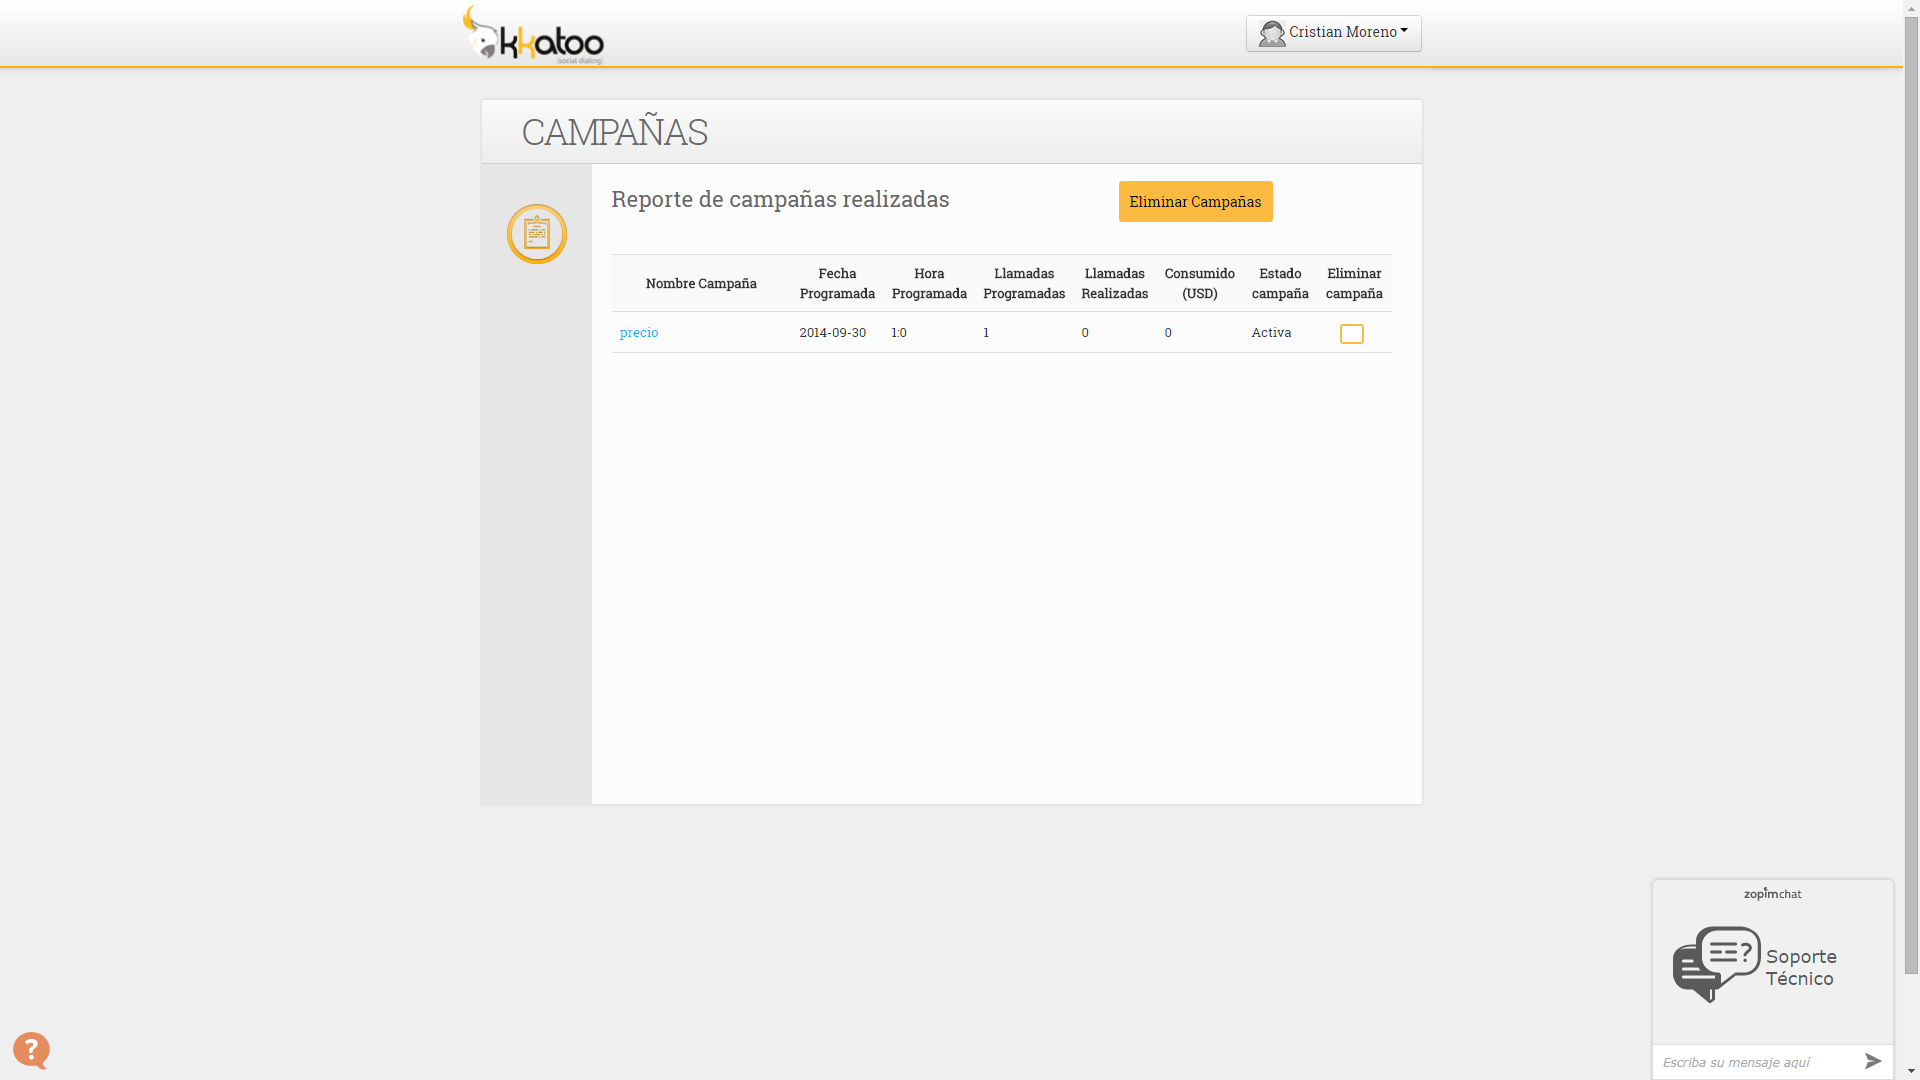 kkatoo
social dialing
Cristian Moreno
CAMPAÑAS
Reporte de campañas realizadas
Eliminar Campañas
Nombre Campaña
Fecha Programada
Hora Programada
Llamadas Programadas
Llamadas Realizadas
Consumido (USD)
Estado campaña
Eliminar campaña
precio 2014-09-30 1:0 1 0 0 Activa
zopim chat
Soporte
Técnico
Escriba su mensaje aquí
?